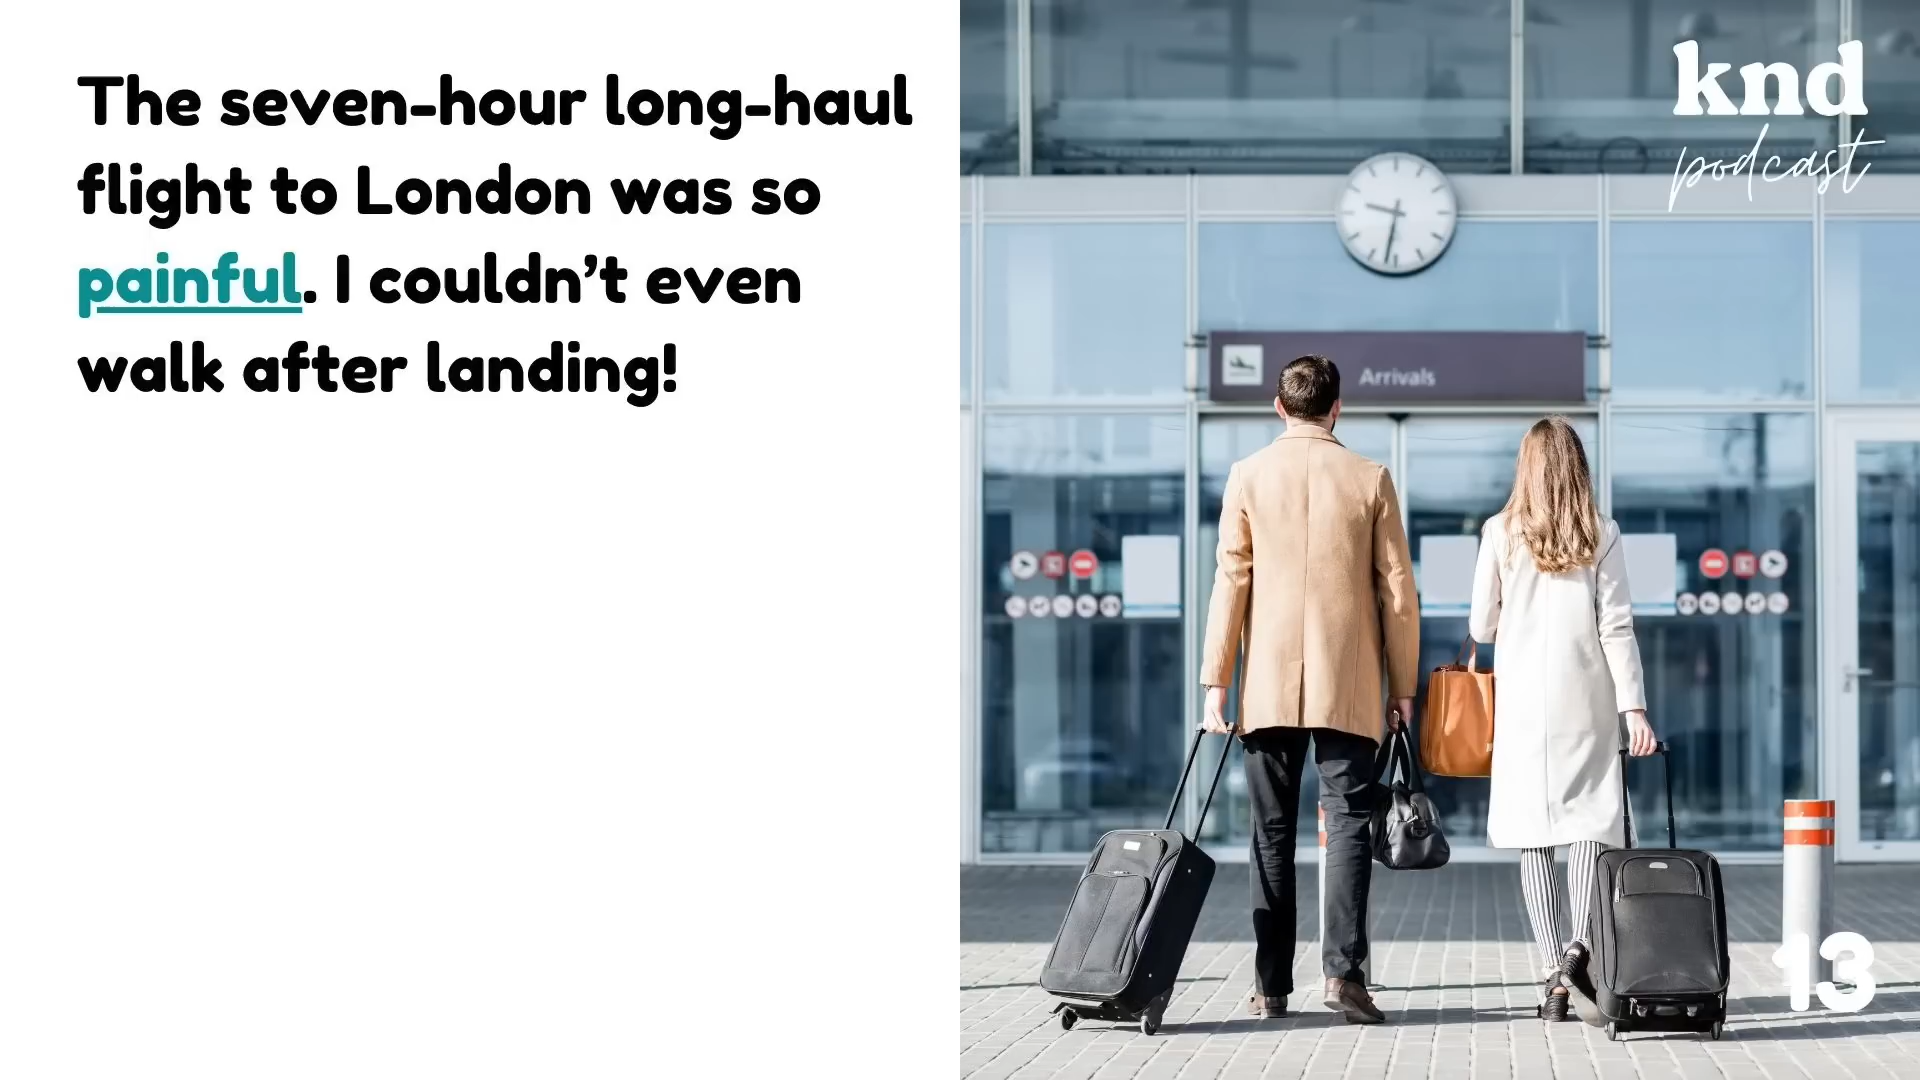 The seven-hour long-haul
flight to London was so
painful. I couldn’t even
walk after landing!
knd
podcast
Arrivals
13